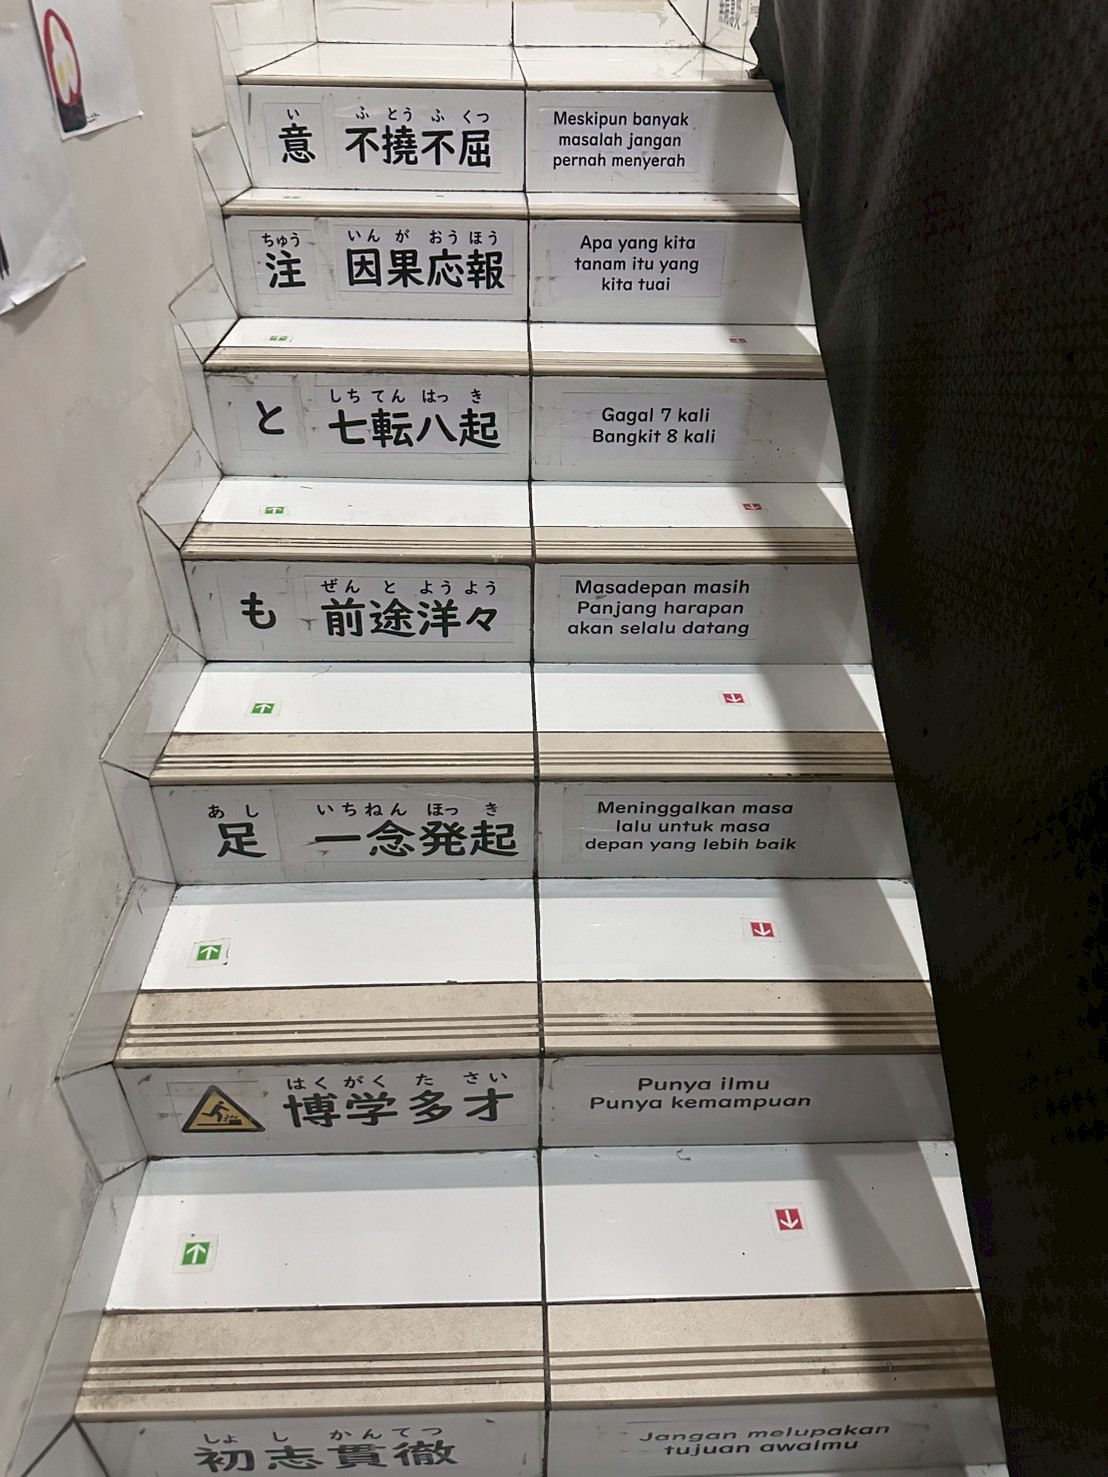 い ふ とう ふ くつ
意 不撓不屈
Meskipun banyak
masalah jangan
pernah menyerah
ちゅう いん が おう ほう
注 因果応報
Apa yang kita
tanam itu yang
kita tuai
しち てん はっ き
と 七転八起
Gagal 7 kali
Bangkit 8 kali
ぜん と よう よう
も 前途洋々
Masadepan masih
Panjang harapan
akan selalu datang
あし いちねん ほっ き
足 一念発起
Meninggalkan masa
lalu untuk masa
depan yang lebih baik
はく がく た さい
博学多才
Punya ilmu
Punya kemampuan
しょ し かん てつ
初志貫徹
Jangan melupakan
tujuan awalmu